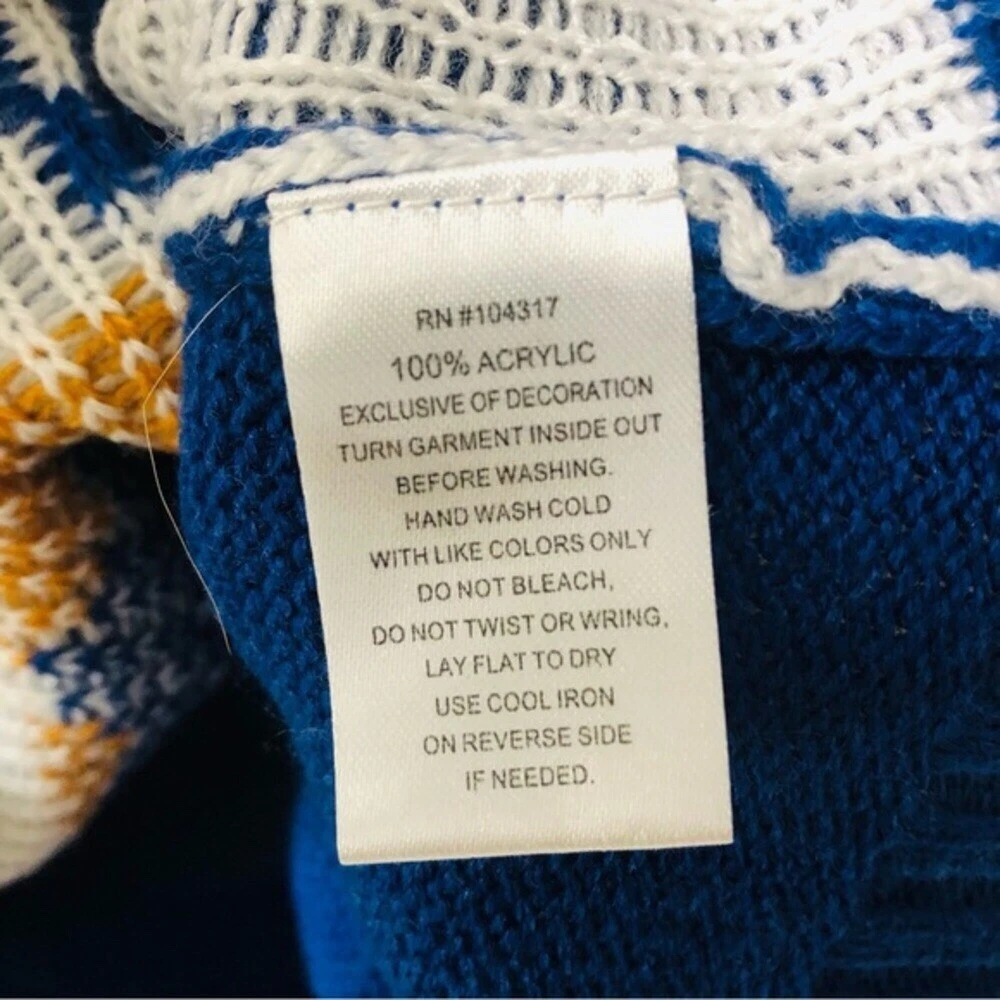 RN #104317
100% ACRYLIC
EXCLUSIVE OF DECORATION
TURN GARMENT INSIDE OUT
BEFORE WASHING.
HAND WASH COLD
WITH LIKE COLORS ONLY
DO NOT BLEACH,
DO NOT TWIST OR WRING,
LAY FLAT TO DRY
USE COOL IRON
ON REVERSE SIDE
IF NEEDED.